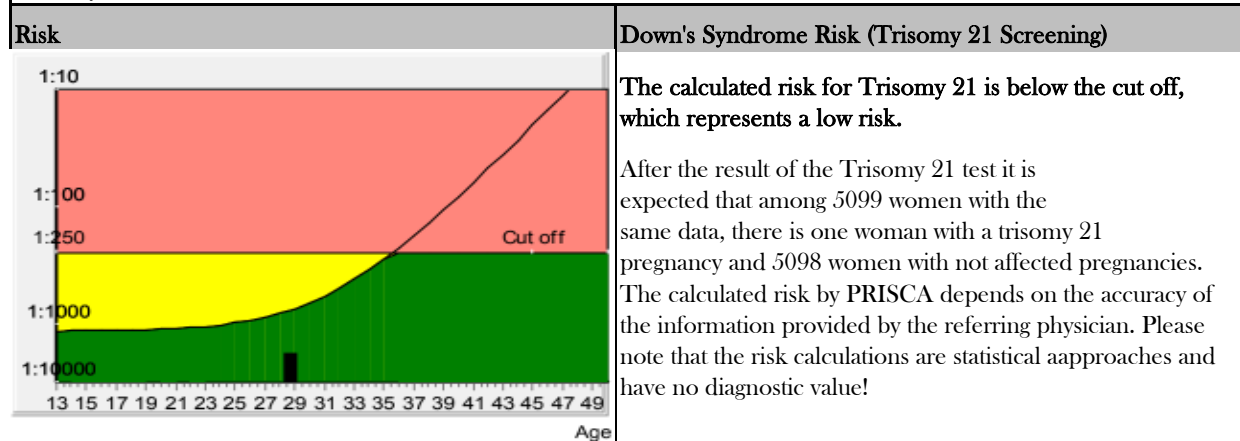 Risk
Down's Syndrome Risk (Trisomy 21 Screening)
1:10
1:100
1:250
Cut off
1:1000
1:10000
13 15 17 19 21 23 25 27 29 31 33 35 37 39 41 43 45 47 49
Age
The calculated risk for Trisomy 21 is below the cut off,
which represents a low risk.
After the result of the Trisomy 21 test it is
expected that among 5099 women with the
same data, there is one woman with a trisomy 21
pregnancy and 5098 women with not affected pregnancies.
The calculated risk by PRISCA depends on the accuracy of
the information provided by the referring physician. Please
note that the risk calculations are statistical aapproaches and
have no diagnostic value!